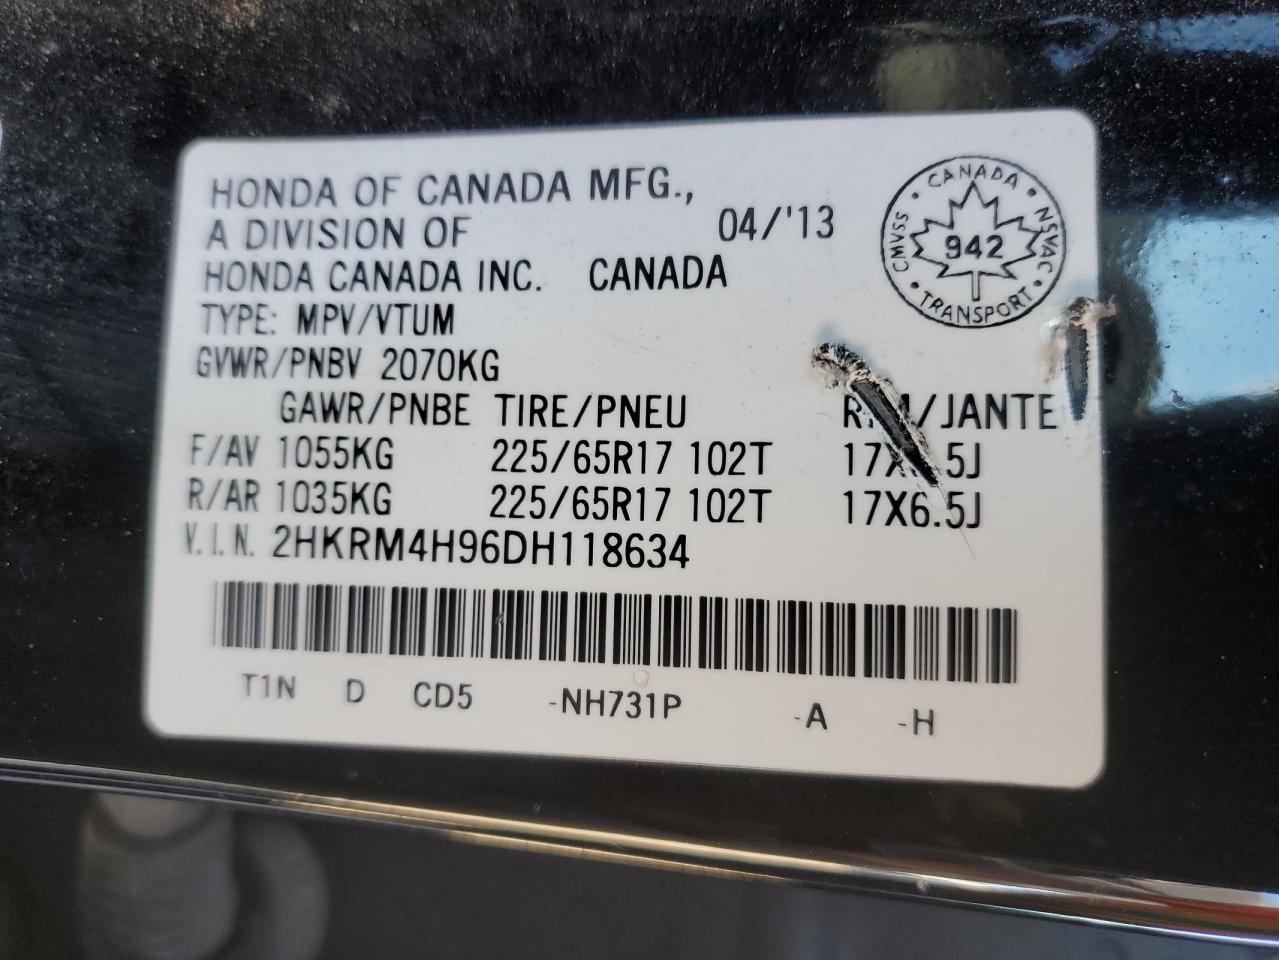 HONDA OF CANADA MFG.,
A DIVISION OF 04/'13
HONDA CANADA INC. CANADA
CANADA
CMVSS 942 NSVAC
TRANSPORT
TYPE: MPV/VTUM
GVWR/PNBV 2070KG
GAWR/PNBE TIRE/PNEU /JANTE
F/AV 1055KG 225/65R17 102T
R/AR 1035KG 225/65R17 102T 17X6.5J
V.I.N. 2HKRM4H96DH118634
T1N D CD5 -NH731P -A -H